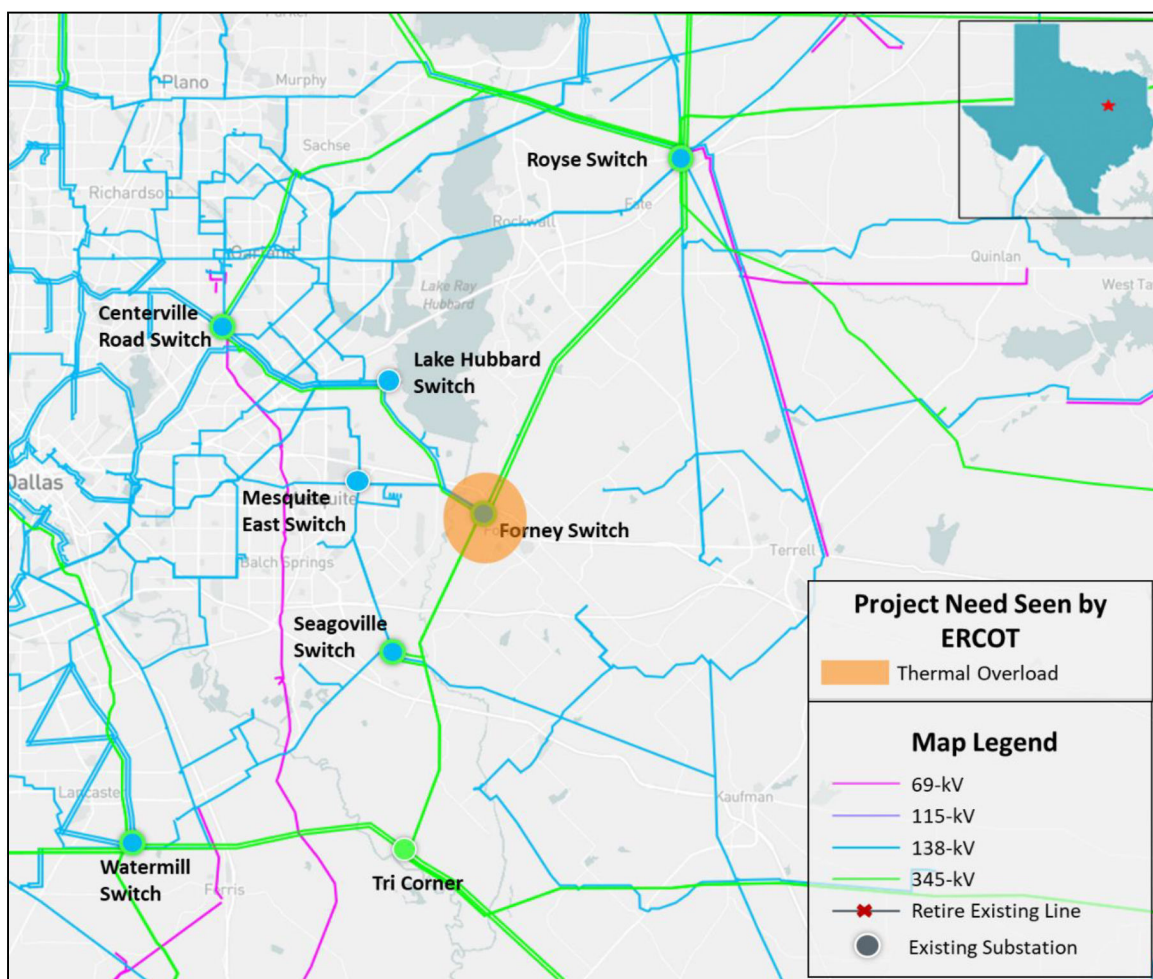 Plano
Murphy
Sachse
Royse Switch
Richardson
Rockwall
Fate
Quinlan
Garland
Lake Ray
Hubbard
Centerville
Road Switch
Lake Hubbard
Switch
Dallas
Mesquite
East Switch
Mesquite
Forney Switch
Terrell
Balch Springs
Seagoville
Switch
Project Need Seen by
ERCOT
Thermal Overload
Map Legend
69-kV
115-kV
138-kV
345-kV
Retire Existing Line
Existing Substation
Lancaster
Kaufman
Watermill
Switch
Ferris
Tri Corner